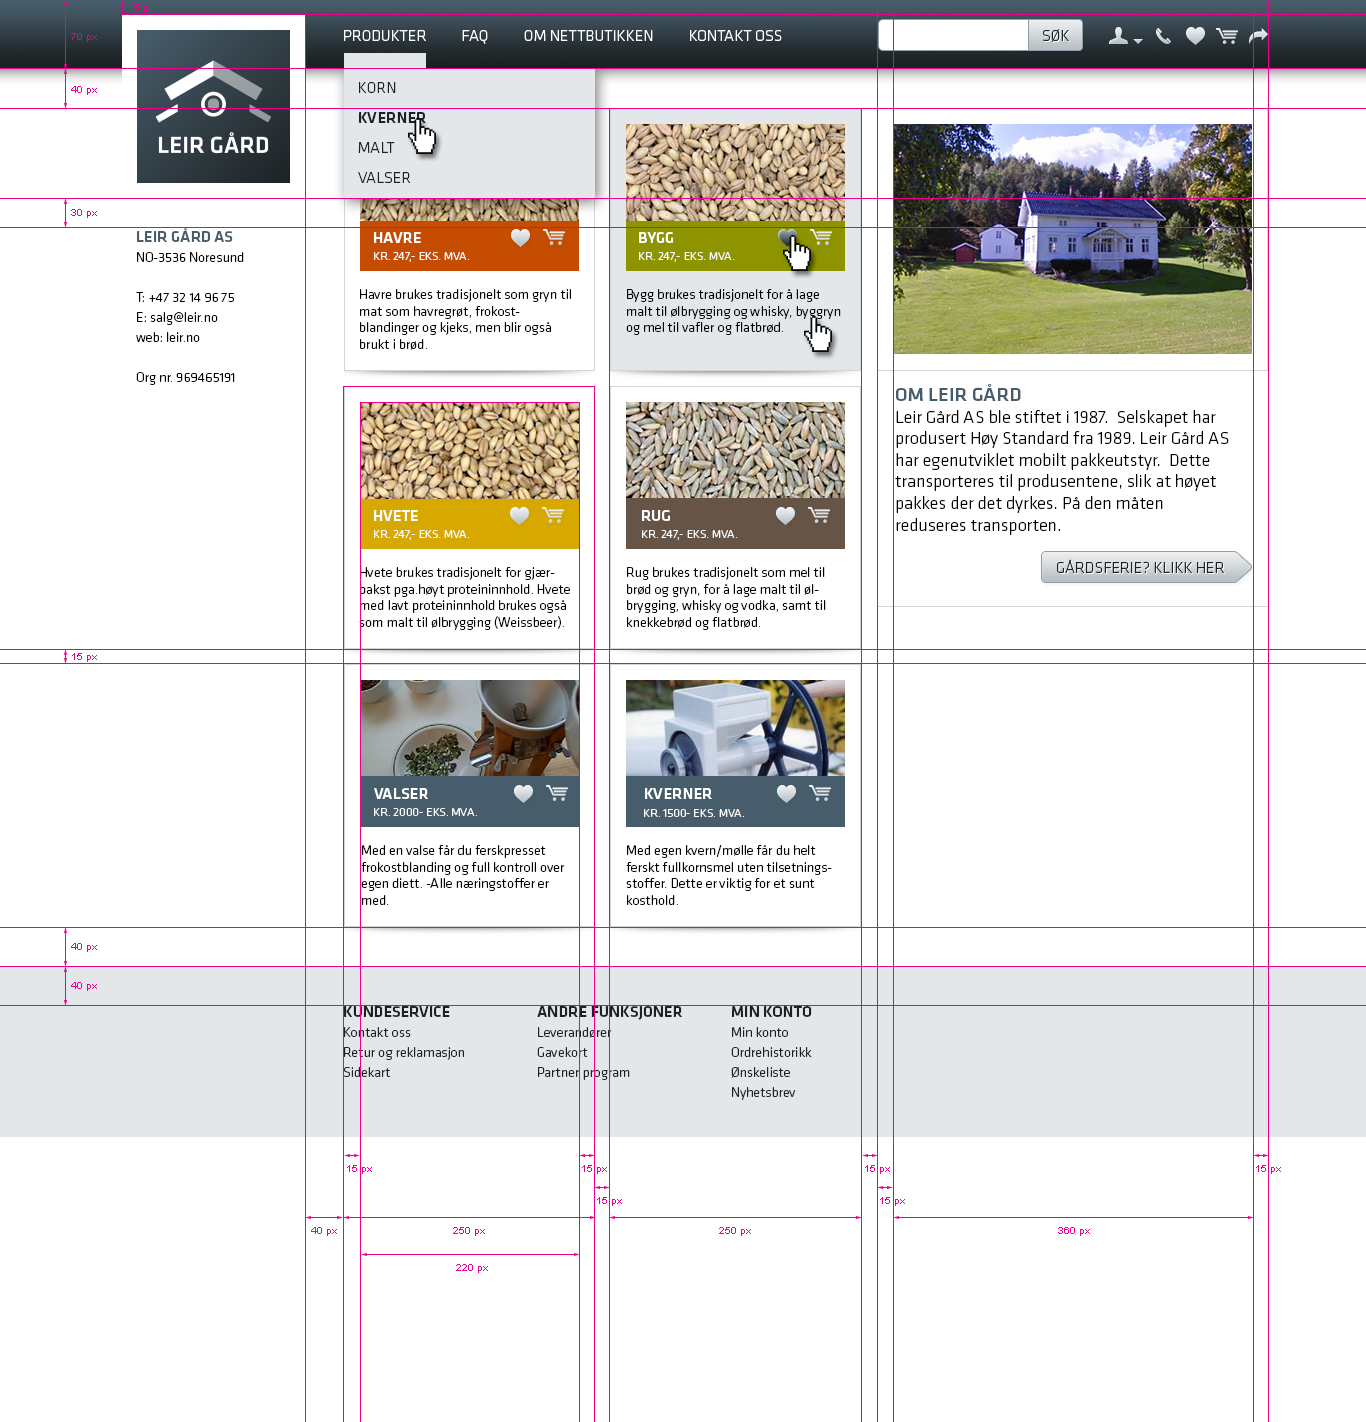 70 px
40 px
30 px
LEIR GÅRD
PRODUKTER
FAQ
OM NETTBUTIKKEN
KONTAKT OSS
SØK
KORN
KVERNER
MALT
VALSER
LEIR GÅRD AS
NO-3536 Noresund
T: +47 32 14 96 75
E: salg@leir.no
web: leir.no
Org nr. 969465191
HAVRE
KR. 247,- EKS. MVA.
Havre brukes tradisjonelt som gryn til
mat som havregrøt, frokost-
blandinger og kjeks, men blir også
brukt i brød.
BYGG
KR. 247,- EKS. MVA.
Bygg brukes tradisjonelt for å lage
malt til ølbrygging og whisky, byggryn
og mel til vafler og flatbrød.
HVETE
KR. 247,- EKS. MVA.
Hvete brukes tradisjonelt for gjær-
bakst pga.høyt proteininnhold. Hvete
med lavt proteininnhold brukes også
som malt til ølbrygging (Weissbeer).
RUG
KR. 247,- EKS. MVA.
Rug brukes tradisjonelt som mel til
brød og gryn, for å lage malt til øl-
brygging, whisky og vodka, samt til
knekkebrød og flatbrød.
OM LEIR GÅRD
Leir Gård AS ble stiftet i 1987. Selskapet har
produsert Høy Standard fra 1989. Leir Gård AS
har egenutviklet mobilt pakkeutstyr. Dette
transporteres til produsentene, slik at høyet
pakkes der det dyrkes. På den måten
reduseres transporten.
GÅRDSFERIE? KLIKK HER
15 px
VALSER
KR. 2000- EKS. MVA.
Med en valse får du ferskpresset
frokostblanding og full kontroll over
egen diett. -Alle næringstoffer er
med.
KVERNER
KR. 1500- EKS. MVA.
Med egen kvern/mølle får du helt
ferskt fullkornsmel uten tilsetnings-
stoffer. Dette er viktig for et sunt
kosthold.
40 px
40 px
KUNDESERVICE
Kontakt oss
Retur og reklamasjon
Sidekart
ANDRE FUNKSJONER
Leverandører
Gavekort
Partner program
MIN KONTO
Min konto
Ordrehistorikk
Ønskeliste
Nyhetsbrev
15 px
15 px
15 px
15 px
15 px
15 px
40 px
250 px
250 px
360 px
220 px